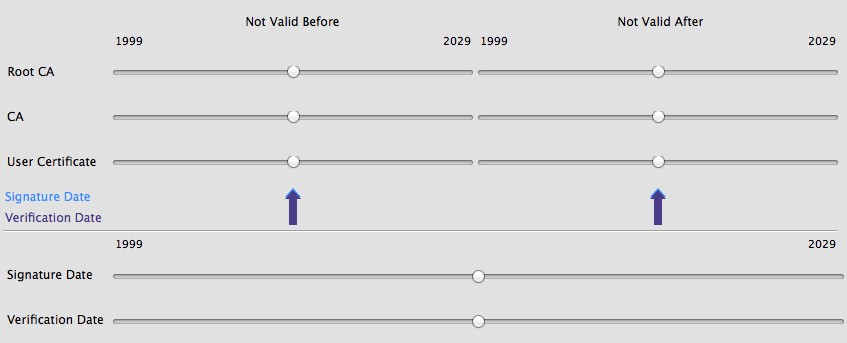 Not Valid Before Not Valid After
1999 2029 1999 2029
Root CA
CA
User Certificate
Signature Date
Verification Date
1999 2029
Signature Date
Verification Date